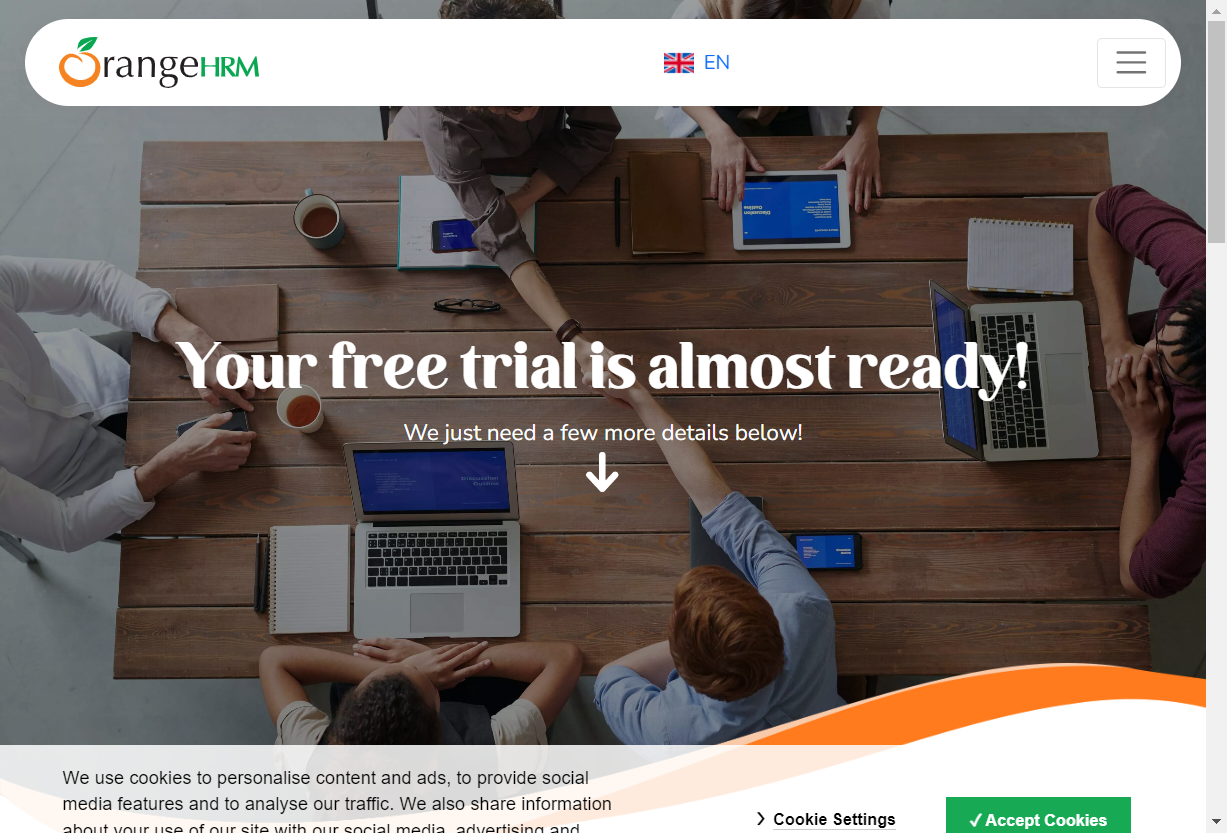 OrangeHRM
EN
Your free trial is almost ready!
We just need a few more details below!
We use cookies to personalise content and ads, to provide social
media features and to analyse our traffic. We also share information
about your use of our site with our social media, advertising and
Cookie Settings
✓ Accept Cookies